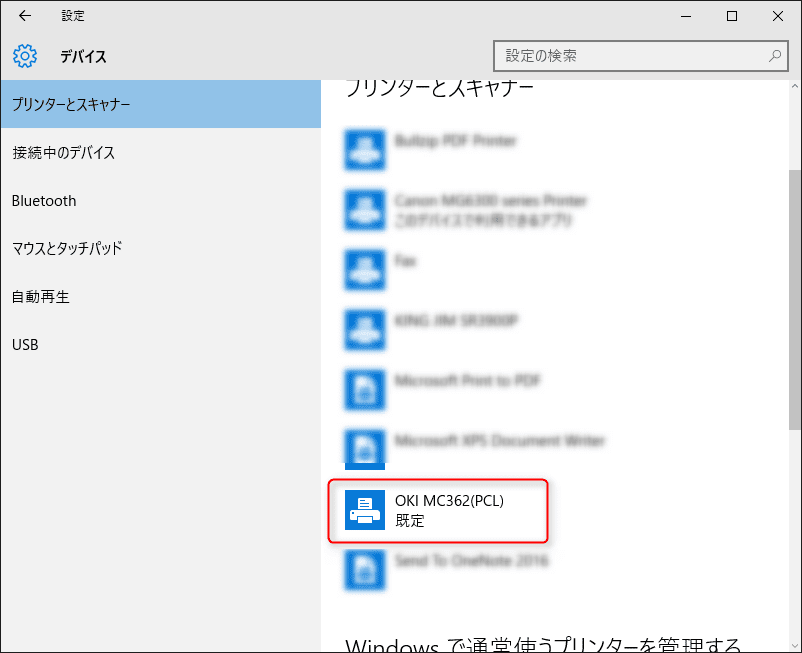 設定
デバイス
設定の検索
プリンターとスキャナー
接続中のデバイス
Bluetooth
マウスとタッチパッド
自動再生
USB
プリンターとスキャナー
Bullzip PDF Printer
Canon MG6300 series Printer
このデバイスで利用できるアプリ
Fax
KING JIM SR3900P
Microsoft Print to PDF
Microsoft XPS Document Writer
OKI MC362(PCL)
既定
Send To OneNote 2016
Windows で通常使うプリンターを管理する